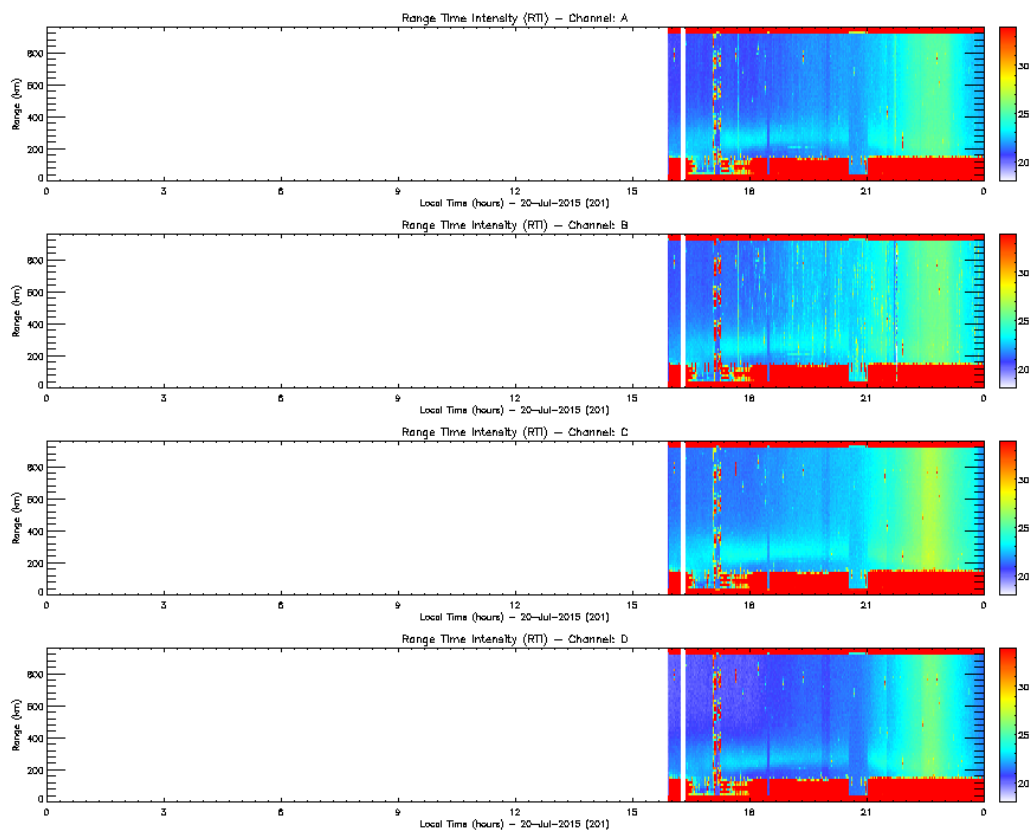 Range Time Intensity (RTI) – Channel: A
Range (km)
800
600
400
200
0
0 3 6 9 12 15 18 21 0
Local Time (hours) – 20-Jul-2015 [201]
30
25
20
Range Time Intensity (RTI) – Channel: B
Range (km)
800
600
400
200
0
0 3 6 9 12 15 18 21 0
Local Time (hours) – 20-Jul-2015 [201]
30
25
20
Range Time Intensity (RTI) – Channel: C
Range (km)
800
600
400
200
0
0 3 6 9 12 15 18 21 0
Local Time (hours) – 20-Jul-2015 [201]
30
25
20
Range Time Intensity (RTI) – Channel: D
Range (km)
800
600
400
200
0
0 3 6 9 12 15 18 21 0
Local Time (hours) – 20-Jul-2015 [201]
30
25
20